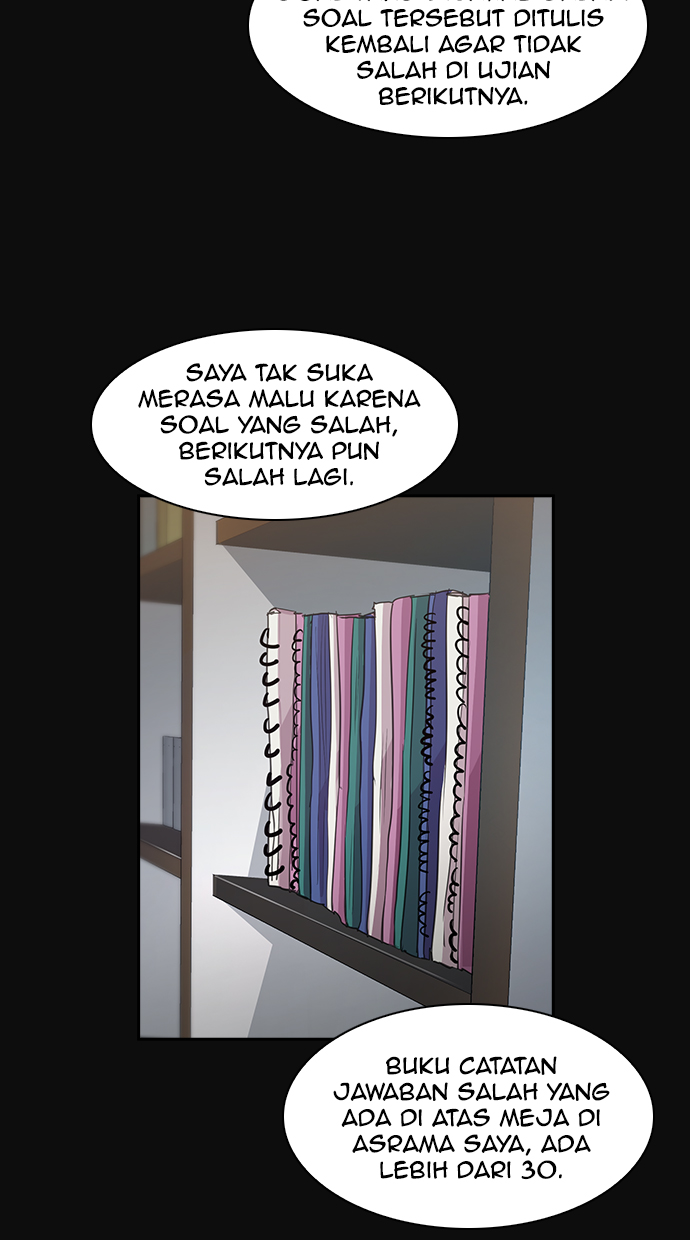 SOAL TERSEBUT DITULIS
KEMBALI AGAR TIDAK
SALAH DI UJIAN
BERIKUTNYA.
SAYA TAK SUKA
MERASA MALU KARENA
SOAL YANG SALAH,
BERIKUTNYA PUN
SALAH LAGI.
BUKU CATATAN
JAWABAN SALAH YANG
ADA DI ATAS MEJA DI
ASRAMA SAYA, ADA
LEBIH DARI 30.